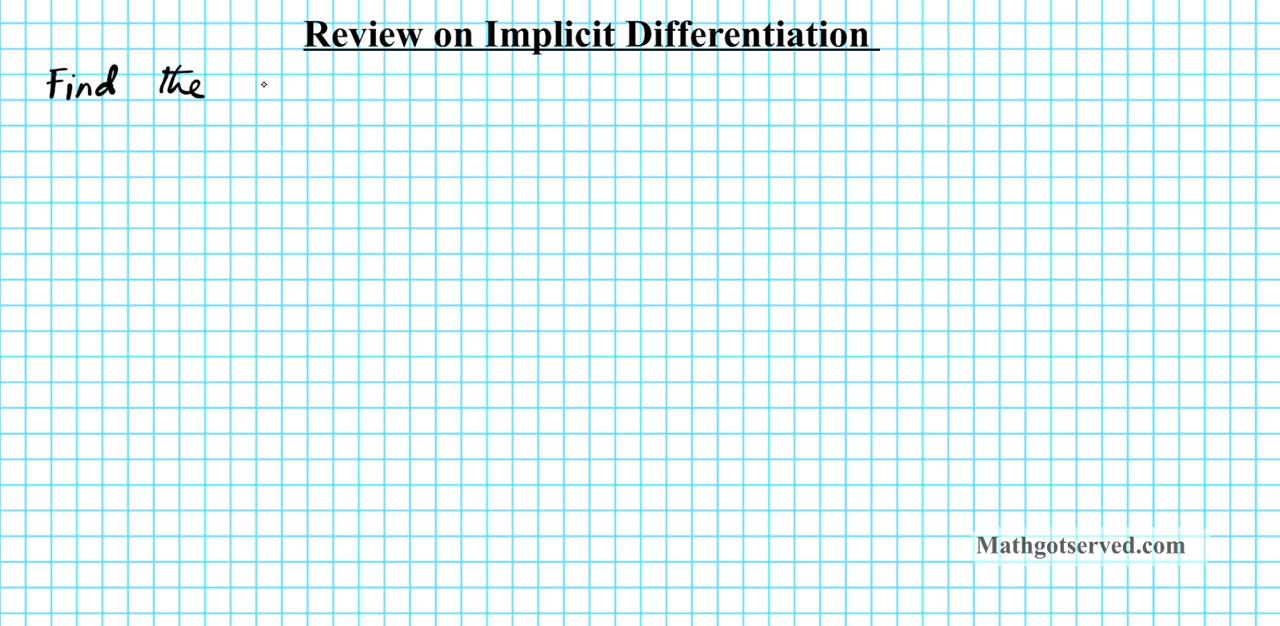 Review on Implicit Differentiation
Find the
Mathgotserved.com